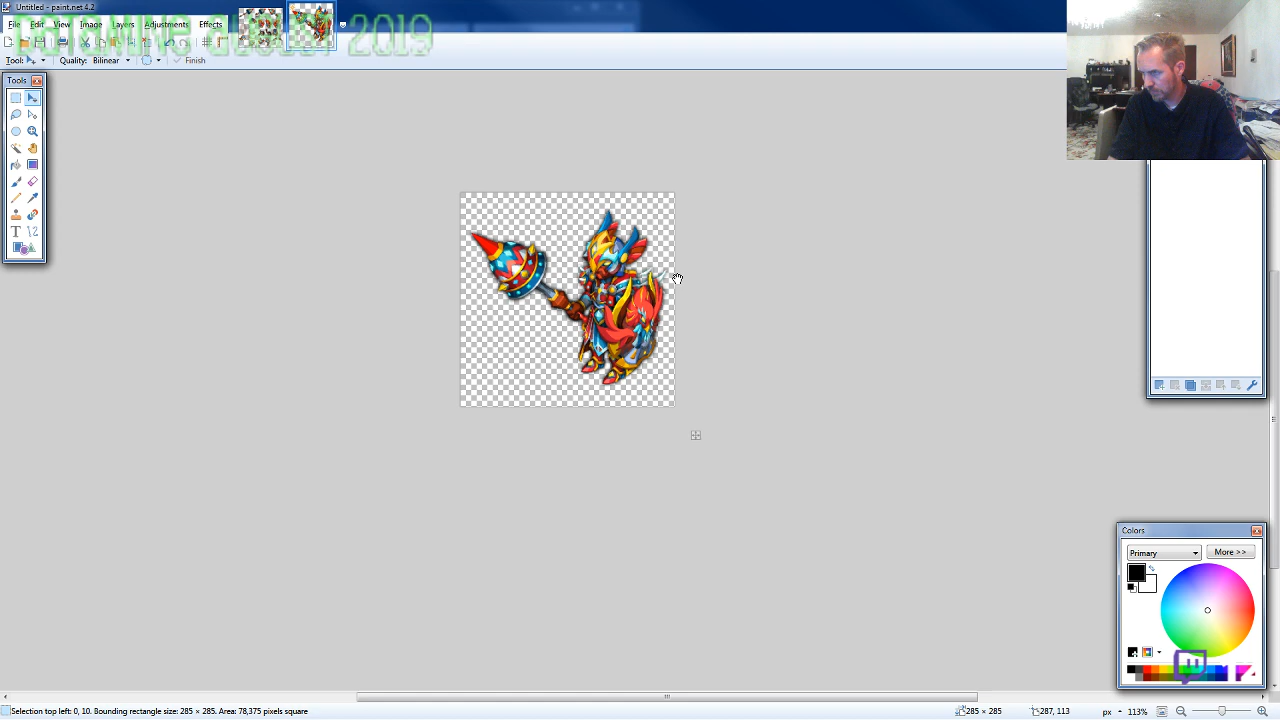 Untitled - paint.net 4.2
File Edit View Image Layers Adjustments Effects
2019
Tool: Quality: Bilinear Finish
Tools
Colors
Primary More >>
Selection top left: 0, 10. Bounding rectangle size: 285 × 285. Area: 78,375 pixels square
285 × 285
287, 113
px
113%